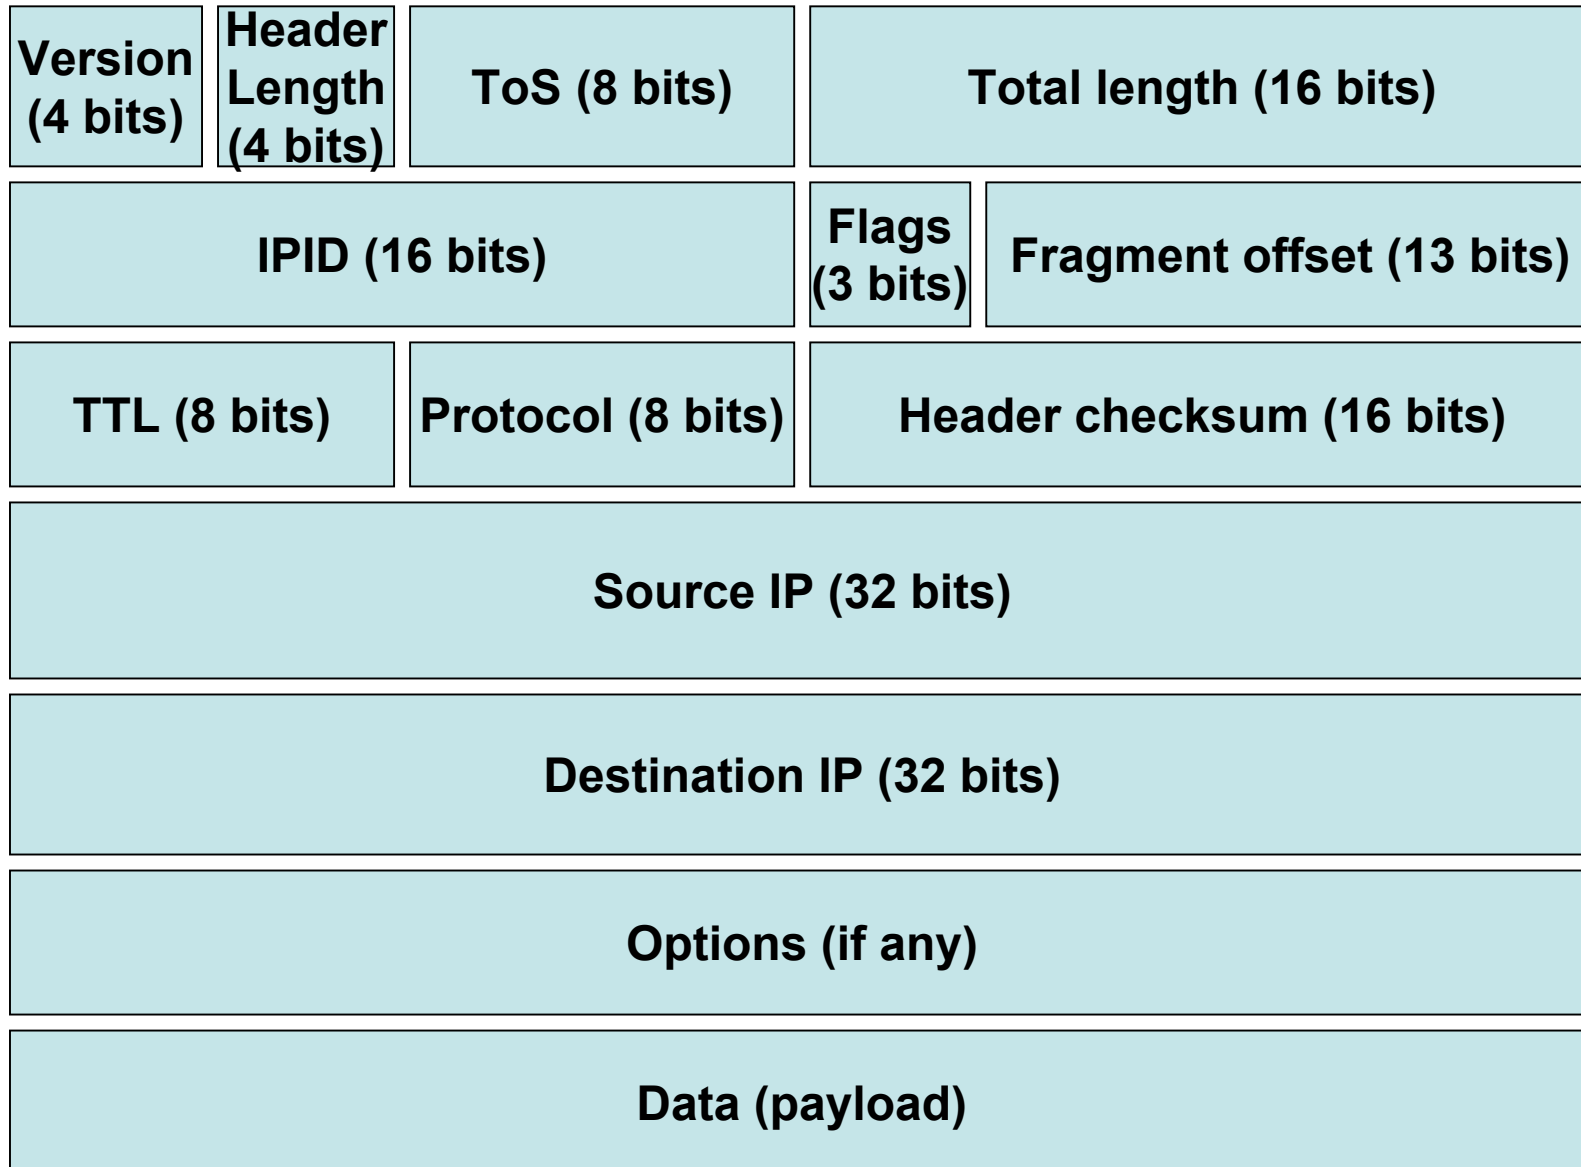 Version
(4 bits)
Header
Length
(4 bits)
ToS (8 bits)
Total length (16 bits)
IPID (16 bits)
Flags
(3 bits)
Fragment offset (13 bits)
TTL (8 bits)
Protocol (8 bits)
Header checksum (16 bits)
Source IP (32 bits)
Destination IP (32 bits)
Options (if any)
Data (payload)